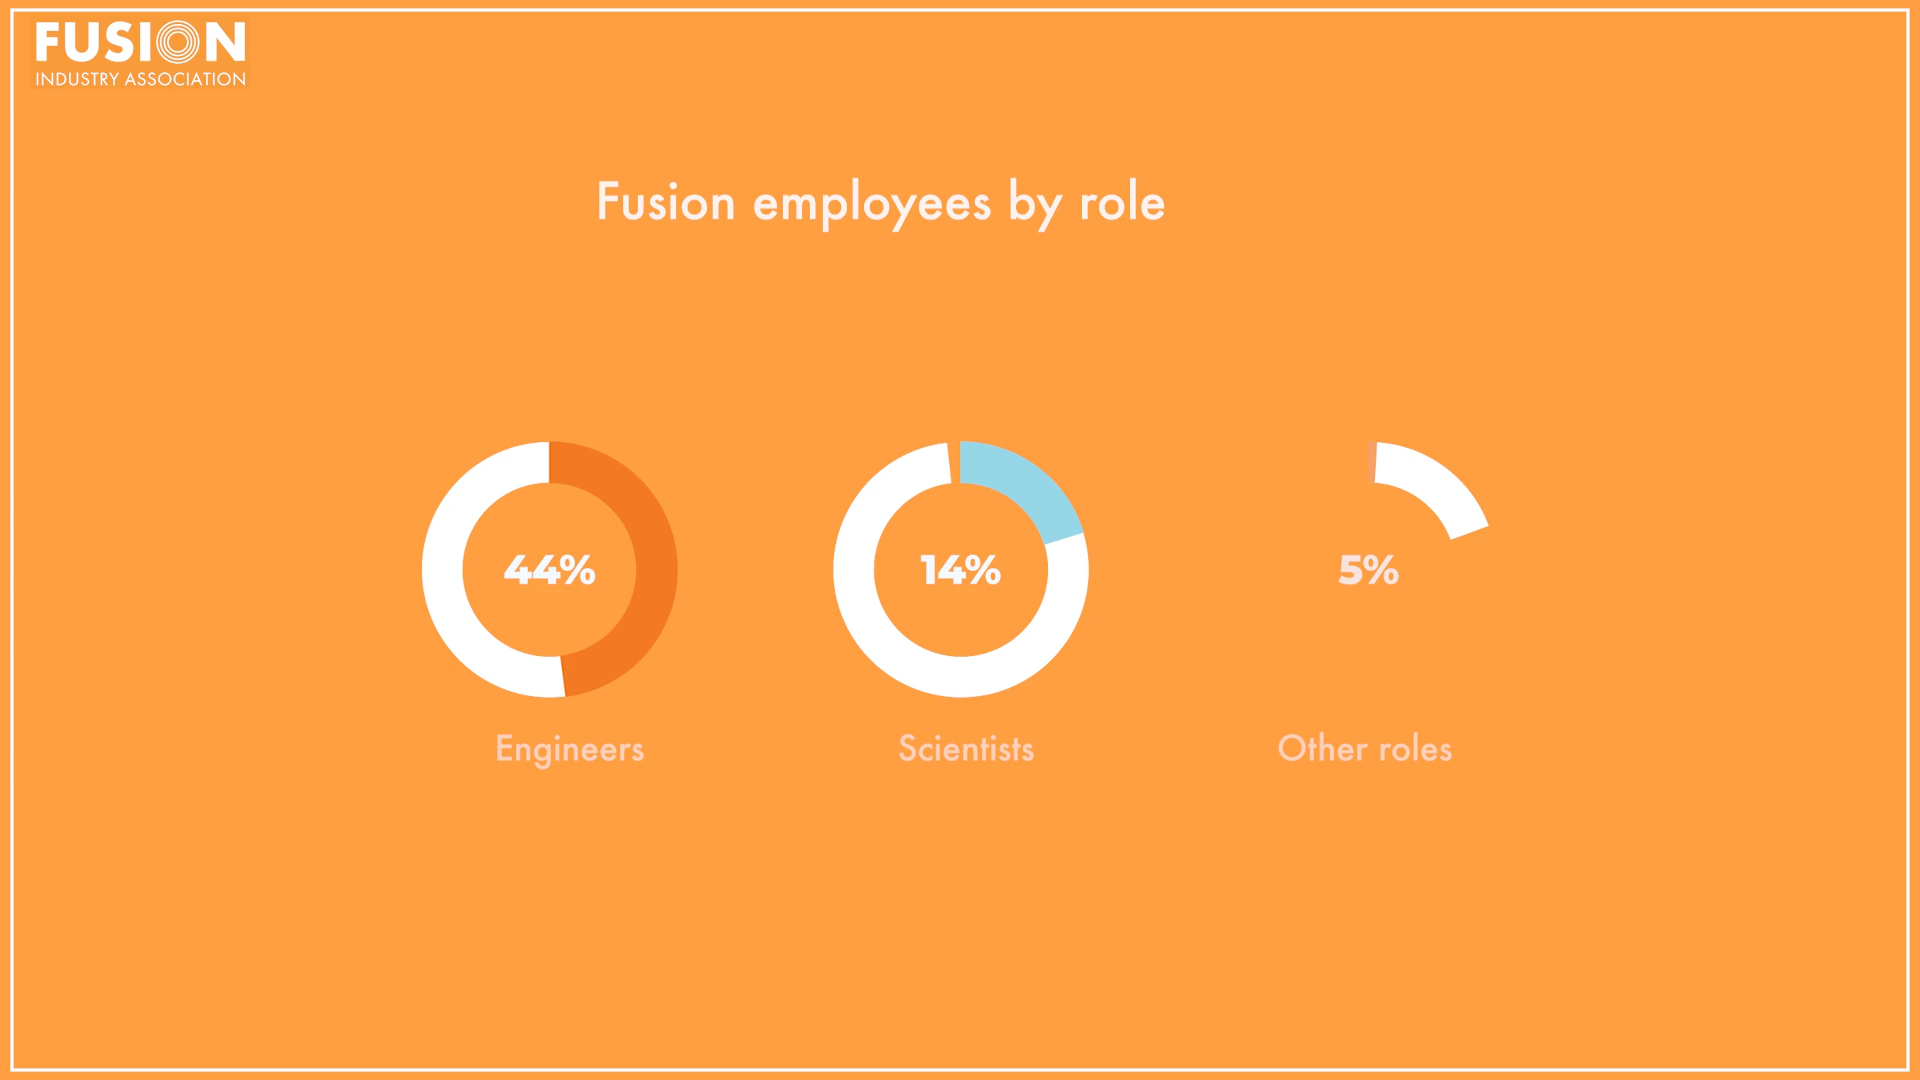 FUSION
INDUSTRY ASSOCIATION
Fusion employees by role
44%
14%
5%
Engineers
Scientists
Other roles